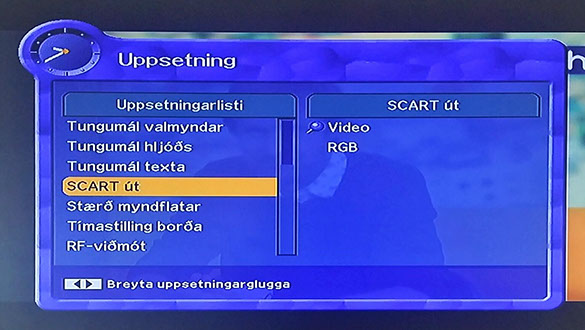 Uppsetning
Uppsetningarlisti
Tungumál valmyndar
Tungumál hljóðs
Tungumál texta
SCART út
Stærð myndflatar
Tímastilling borða
RF-viðmót
SCART út
Video
RGB
Breyta uppsetningarglugga
h